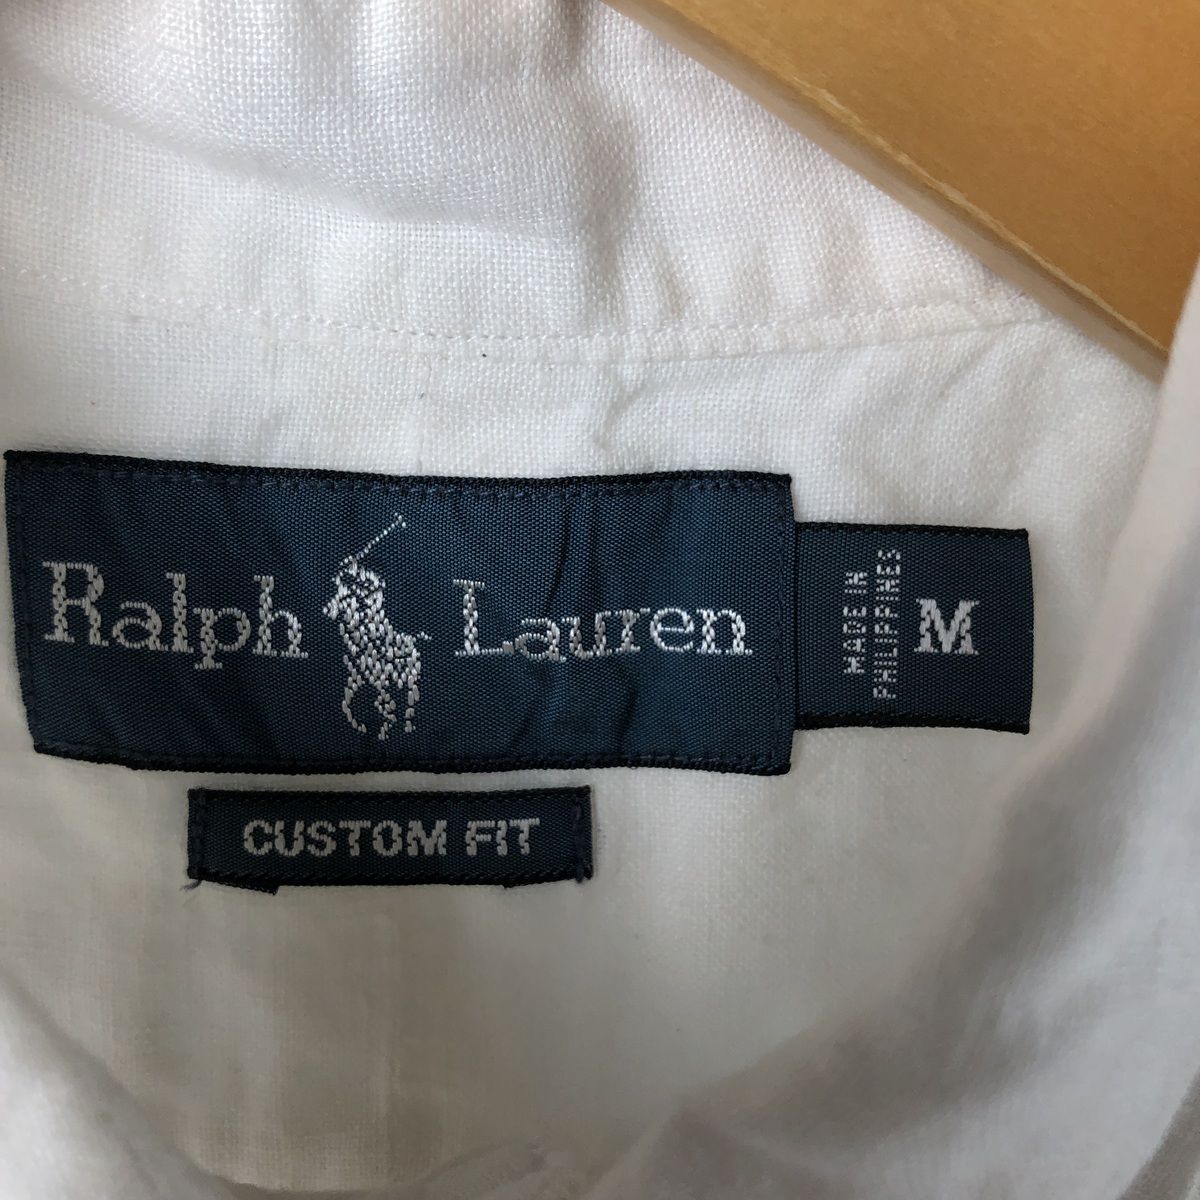 Ralph Lauren
MADE IN
PHILIPPINES
M
CUSTOM FIT